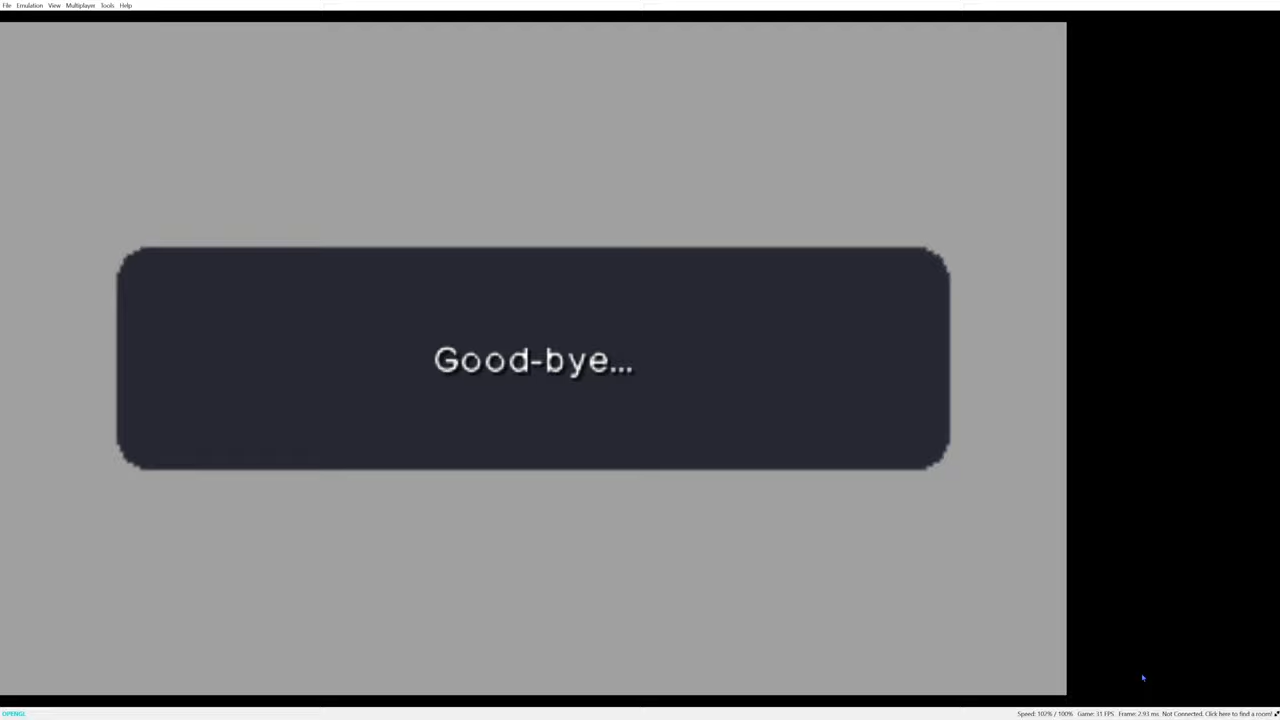 File Emulation View Multiplayer Tools Help
Good-bye...
OPENGL Speed: 102% / 100% Game: 31 FPS Frame: 2.93 ms Not Connected. Click here to find a room!